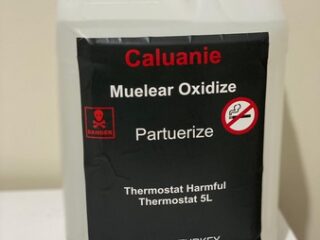 Caluanie
Muelear Oxidize
DANGER
Partuerize
Thermostat Harmful
Thermostat 5L